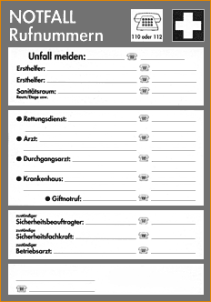 NOTFALL
Rufnummern
110 oder 112
Unfall melden:
Ersthelfer:
Ersthelfer:
Sanitätsraum:
Raum/Etage usw.
Rettungsdienst:
Arzt:
Durchgangsarzt:
Krankenhaus:
Giftnotruf:
zuständiger
Sicherheitsbeauftragter:
zuständige
Sicherheitsfachkraft:
zuständiger
Betriebsarzt: